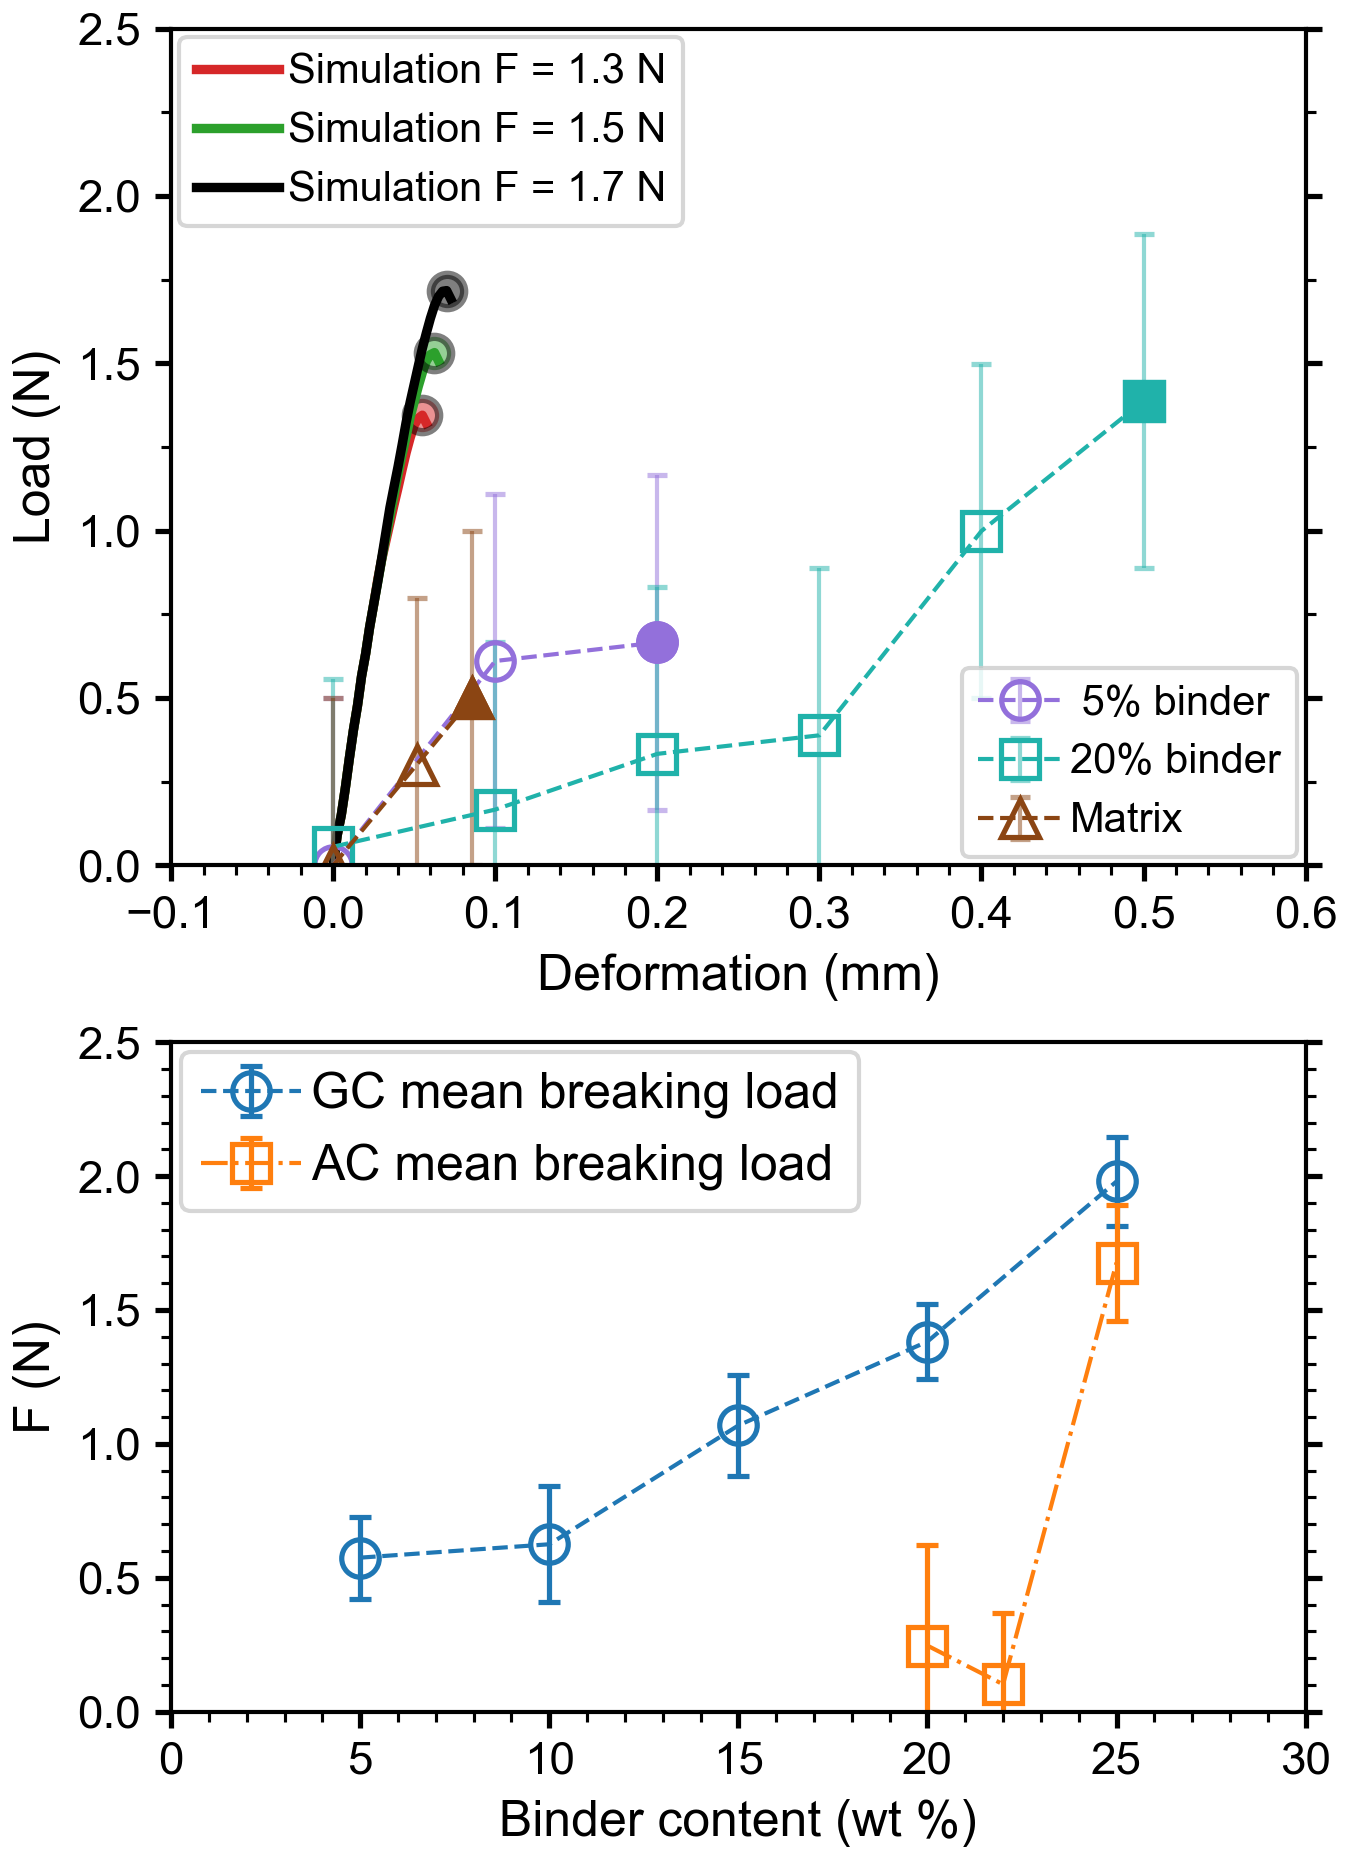 2.5
2.0
1.5
1.0
0.5
0.0
Load (N)
Simulation F = 1.3 N
Simulation F = 1.5 N
Simulation F = 1.7 N
5% binder
20% binder
Matrix
−0.1 0.0 0.1 0.2 0.3 0.4 0.5 0.6
Deformation (mm)
2.5
2.0
1.5
1.0
0.5
0.0
F (N)
GC mean breaking load
AC mean breaking load
0 5 10 15 20 25 30
Binder content (wt %)